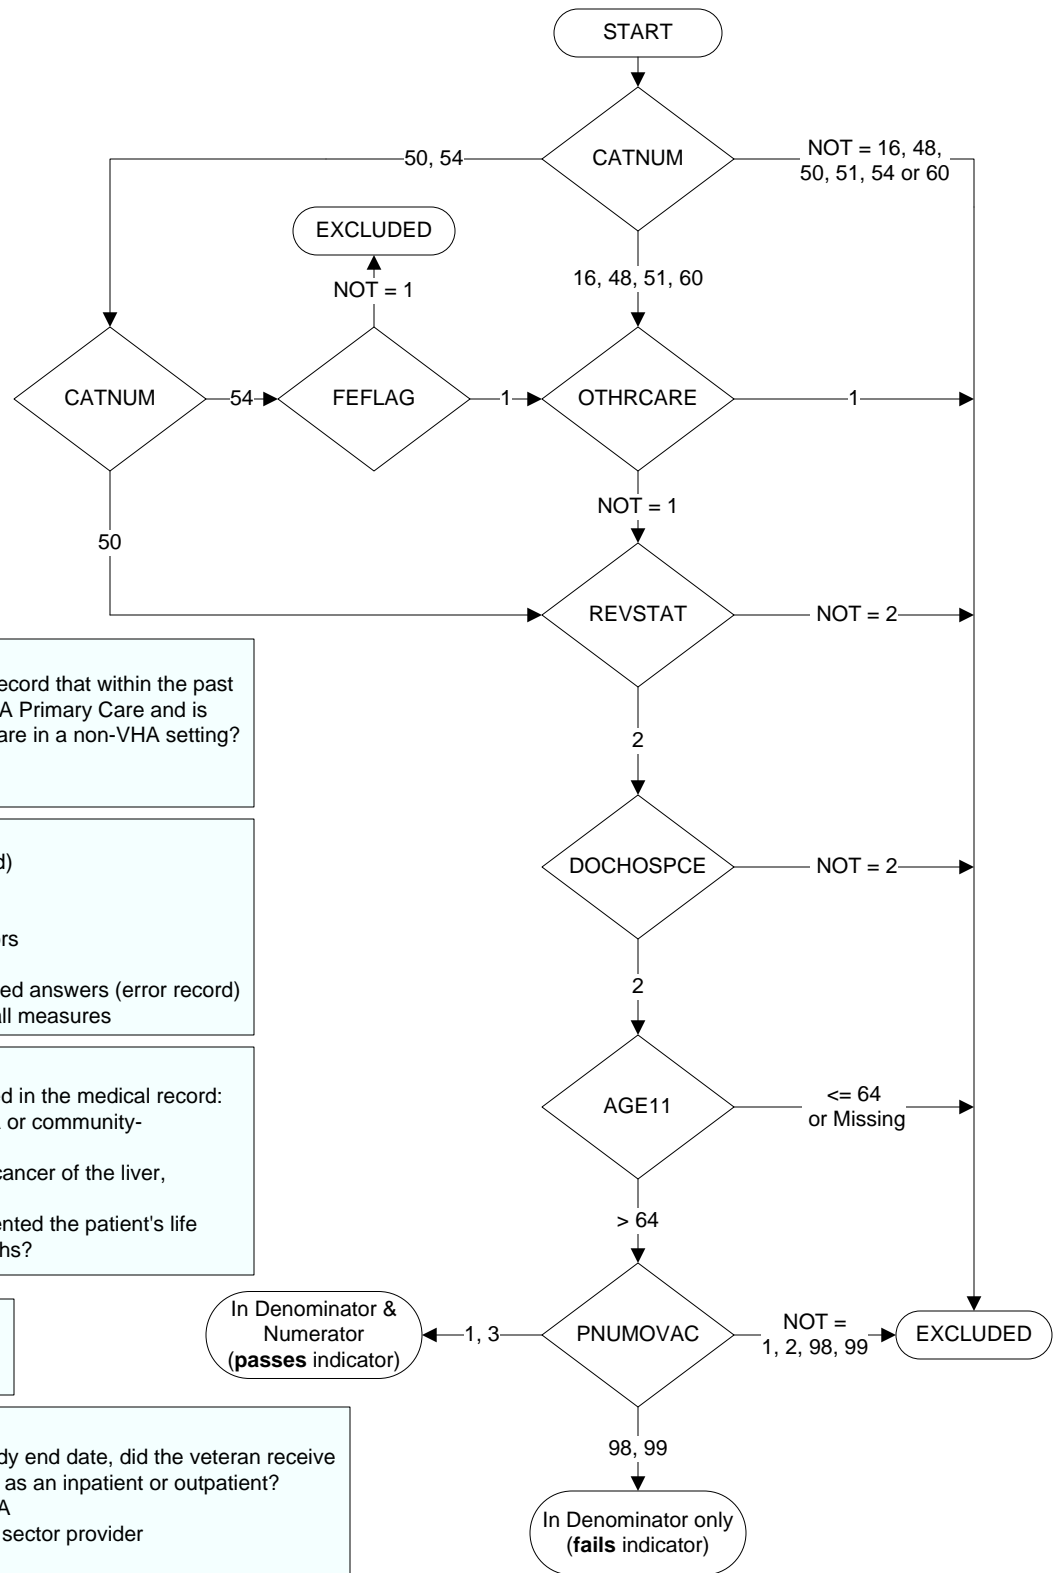 START
CATNUM
50, 54
NOT = 16, 48,
50, 51, 54 or 60
EXCLUDED
NOT = 1
16, 48, 51, 60
CATNUM
54
FEFLAG
1
OTHRCARE
1
NOT = 1
50
REVSTAT
NOT = 2
ecord that within the past
A Primary Care and is
are in a non-VHA setting?
2
d)
rs
ed answers (error record)
all measures
DOCHOSPCE
NOT = 2
2
ed in the medical record:
or community-
cancer of the liver,
ented the patient's life
hs?
AGE11
<= 64
or Missing
> 64
In Denominator &
Numerator
(passes indicator)
1, 3
PNUMOVAC
NOT =
1, 2, 98, 99
EXCLUDED
98, 99
dy end date, did the veteran receive
as an inpatient or outpatient?
A
sector provider
In Denominator only
(fails indicator)